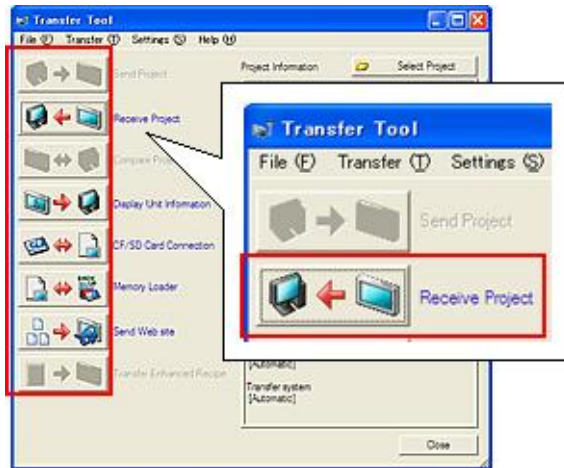 Transfer Tool
File (F) Transfer (T) Settings (S) Help (H)
Send Project
Project Information
Select Project
Receive Project
Compare Project
Display Unit Information
CF/SD Card Connection
Memory Loader
Send Web site
Transfer Enhanced Recipe
[Automatic]
Transfer system
[Automatic]
Close
Transfer Tool
File (F) Transfer (T) Settings (S)
Send Project
Receive Project